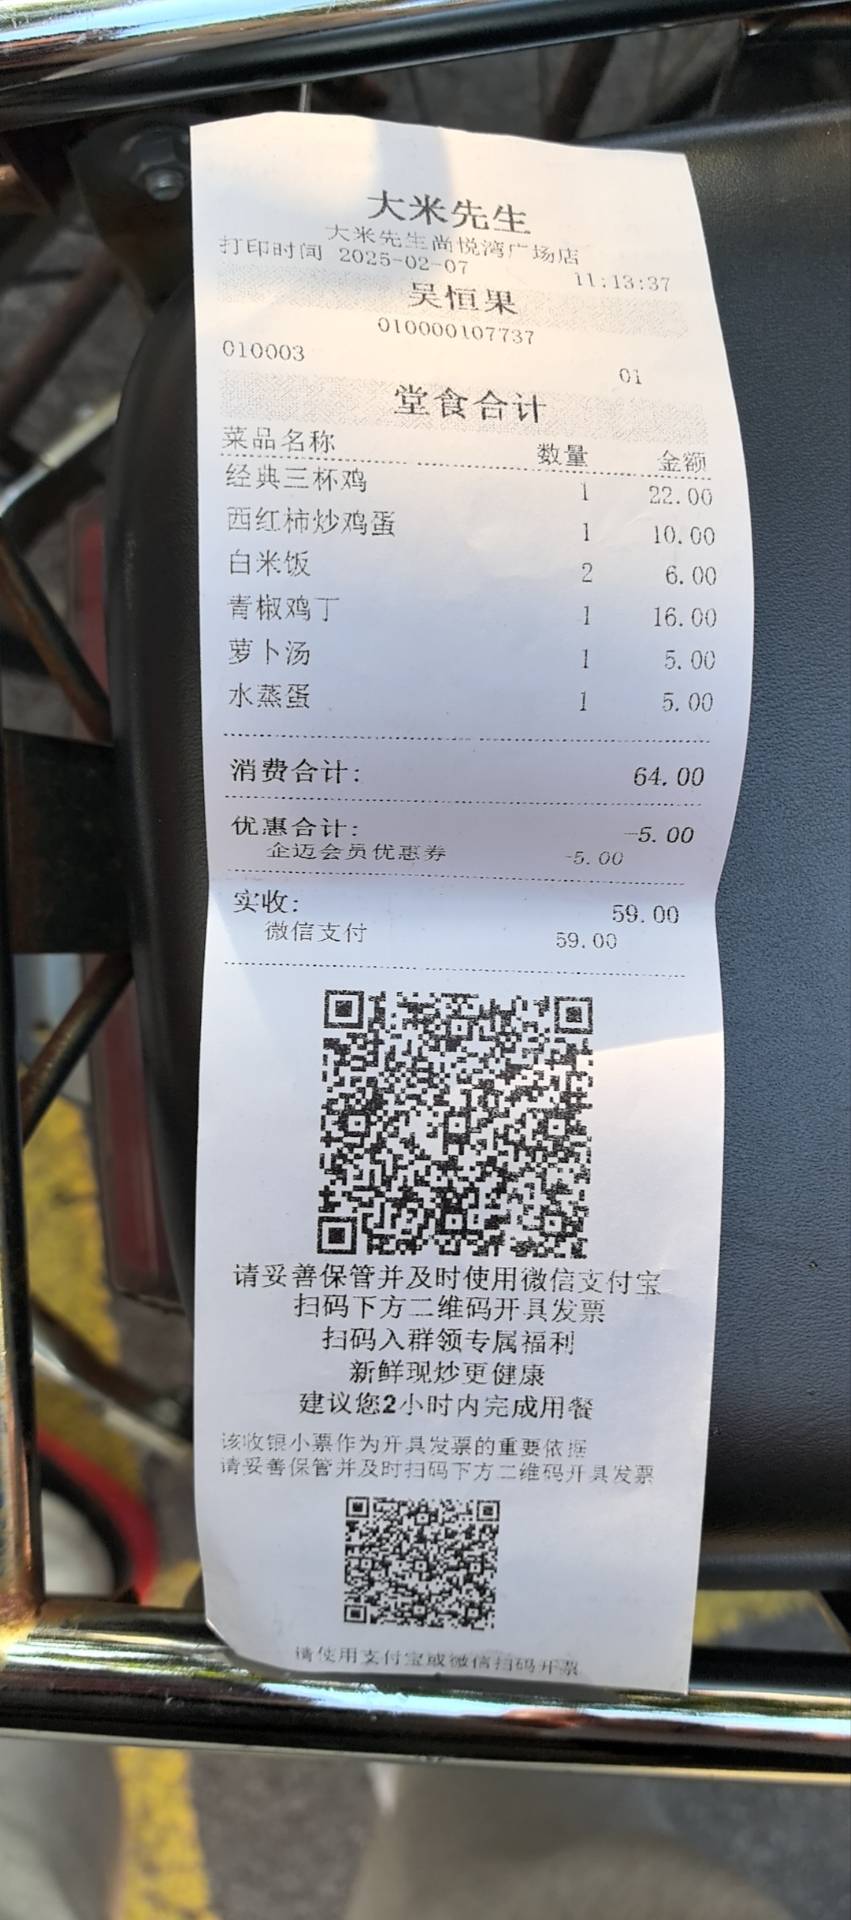 大米先生
大米先生尚悦湾广场店
打印时间 2025-02-07 11:13:37
吴恒果
010000107737
010003 01
堂食合计
菜品名称 数量 金额
经典三杯鸡 1 22.00
西红柿炒鸡蛋 1 10.00
白米饭 2 6.00
青椒鸡丁 1 16.00
萝卜汤 1 5.00
水蒸蛋 1 5.00
消费合计: 64.00
优惠合计: -5.00
企迈会员优惠券 -5.00
实收: 59.00
微信支付 59.00
请妥善保管并及时使用微信支付宝
扫码下方二维码开具发票
扫码入群领专属福利
新鲜现炒更健康
建议您2小时内完成用餐
该收银小票作为开具发票的重要依据
请妥善保管并及时扫码下方二维码开具发票
请使用支付宝或微信扫码开票